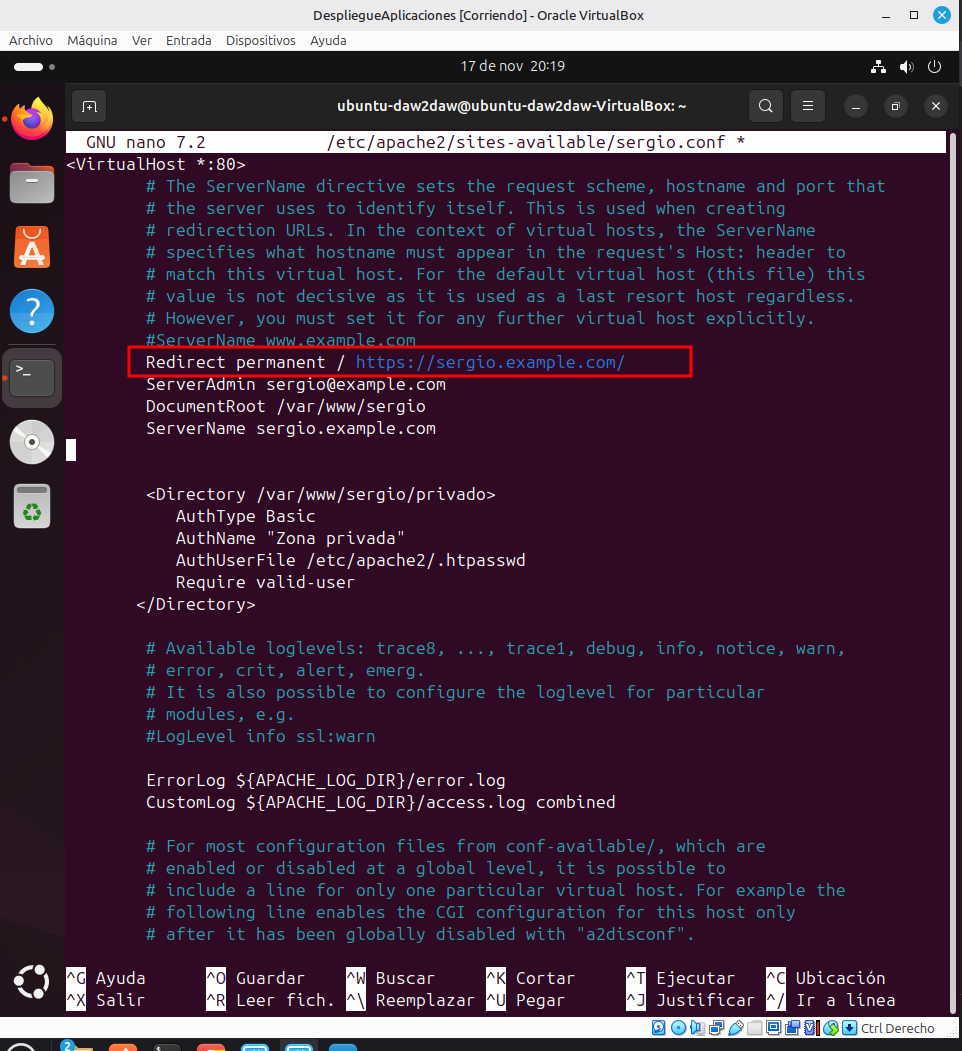 DespliegueAplicaciones [Corriendo] - Oracle VirtualBox
Archivo Máquina Ver Entrada Dispositivos Ayuda
17 de nov 20:19
ubuntu-daw2daw@ubuntu-daw2daw-VirtualBox: ~
GNU nano 7.2 /etc/apache2/sites-available/sergio.conf *
<VirtualHost *:80>
# The ServerName directive sets the request scheme, hostname and port that
# the server uses to identify itself. This is used when creating
# redirection URLs. In the context of virtual hosts, the ServerName
# specifies what hostname must appear in the request's Host: header to
# match this virtual host. For the default virtual host (this file) this
# value is not decisive as it is used as a last resort host regardless.
# However, you must set it for any further virtual host explicitly.
#ServerName www.example.com
Redirect permanent / https://sergio.example.com/
ServerAdmin sergio@example.com
DocumentRoot /var/www/sergio
ServerName sergio.example.com
<Directory /var/www/sergio/privado>
AuthType Basic
AuthName "Zona privada"
AuthUserFile /etc/apache2/.htpasswd
Require valid-user
</Directory>
# Available loglevels: trace8, ..., trace1, debug, info, notice, warn,
# error, crit, alert, emerg.
# It is also possible to configure the loglevel for particular
# modules, e.g.
#LogLevel info ssl:warn
ErrorLog ${APACHE_LOG_DIR}/error.log
CustomLog ${APACHE_LOG_DIR}/access.log combined
# For most configuration files from conf-available/, which are
# enabled or disabled at a global level, it is possible to
# include a line for only one particular virtual host. For example the
# following line enables the CGI configuration for this host only
# after it has been globally disabled with "a2disconf".
^G Ayuda ^O Guardar ^W Buscar ^K Cortar ^T Ejecutar ^C Ubicación
^X Salir ^R Leer fich. ^\ Reemplazar ^U Pegar ^J Justificar ^/ Ir a línea
Ctrl Derecho
2